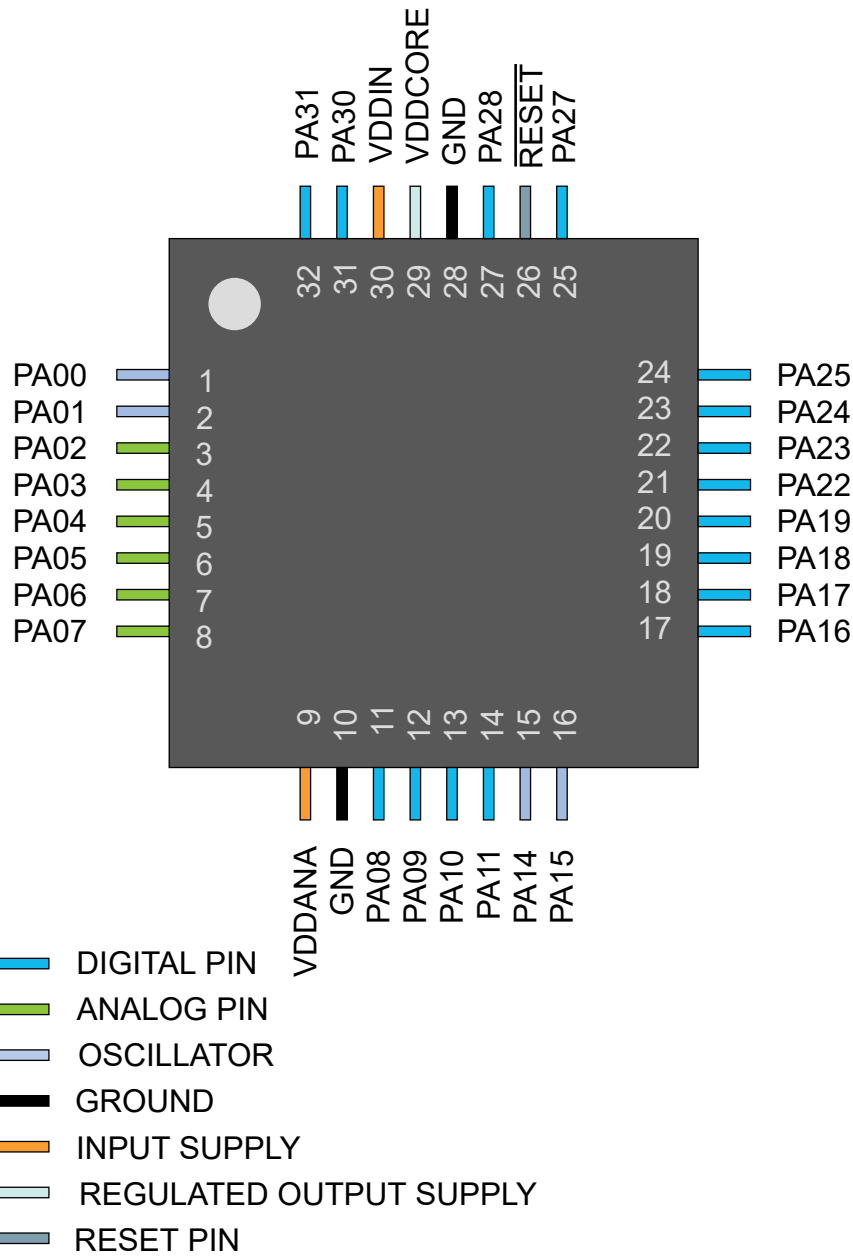 PA31
PA30
VDDIN
VDDCORE
GND
PA28
RESET
PA27
32
31
30
29
28
27
26
25
PA00
1
PA01
2
PA02
3
PA03
4
PA04
5
PA05
6
PA06
7
PA07
8
24
PA25
23
PA24
22
PA23
21
PA22
20
PA19
19
PA18
18
PA17
17
PA16
9
10
11
12
13
14
15
16
VDDANA
GND
PA08
PA09
PA10
PA11
PA14
PA15
DIGITAL PIN
ANALOG PIN
OSCILLATOR
GROUND
INPUT SUPPLY
REGULATED OUTPUT SUPPLY
RESET PIN